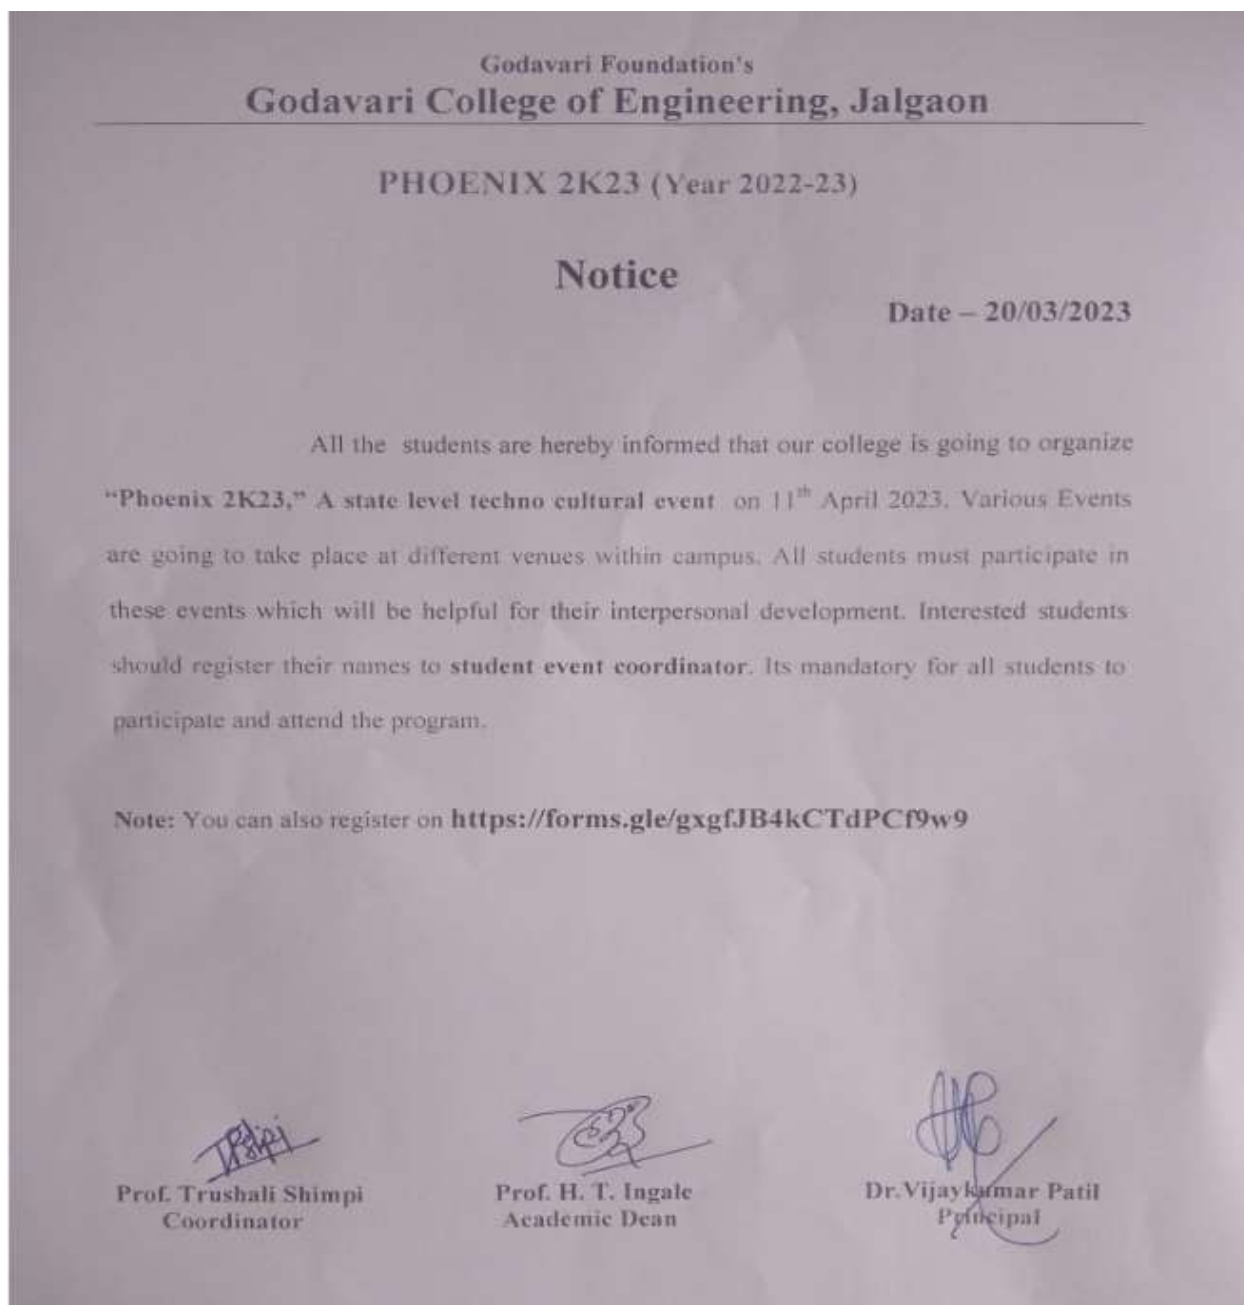 Godavari Foundation's
Godavari College of Engineering, Jalgaon
PHOENIX 2K23 (Year 2022-23)
Notice
Date – 20/03/2023
All the students are hereby informed that our college is going to organize
“Phoenix 2K23,” A state level techno cultural event on 11th April 2023. Various Events
are going to take place at different venues within campus. All students must participate in
these events which will be helpful for their interpersonal development. Interested students
should register their names to student event coordinator. Its mandatory for all students to
participate and attend the program.
Note: You can also register on https://forms.gle/gxgfJB4kCTdPCf9w9
Prof. Trushali Shimpi
Coordinator
Prof. H. T. Ingale
Academic Dean
Dr.Vijaykumar Patil
Principal